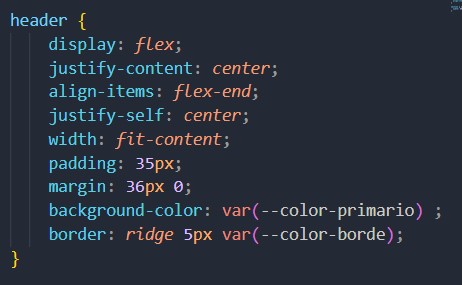 header {
    display: flex;
    justify-content: center;
    align-items: flex-end;
    justify-self: center;
    width: fit-content;
    padding: 35px;
    margin: 36px 0;
    background-color: var(--color-primario) ;
    border: ridge 5px var(--color-borde);
}